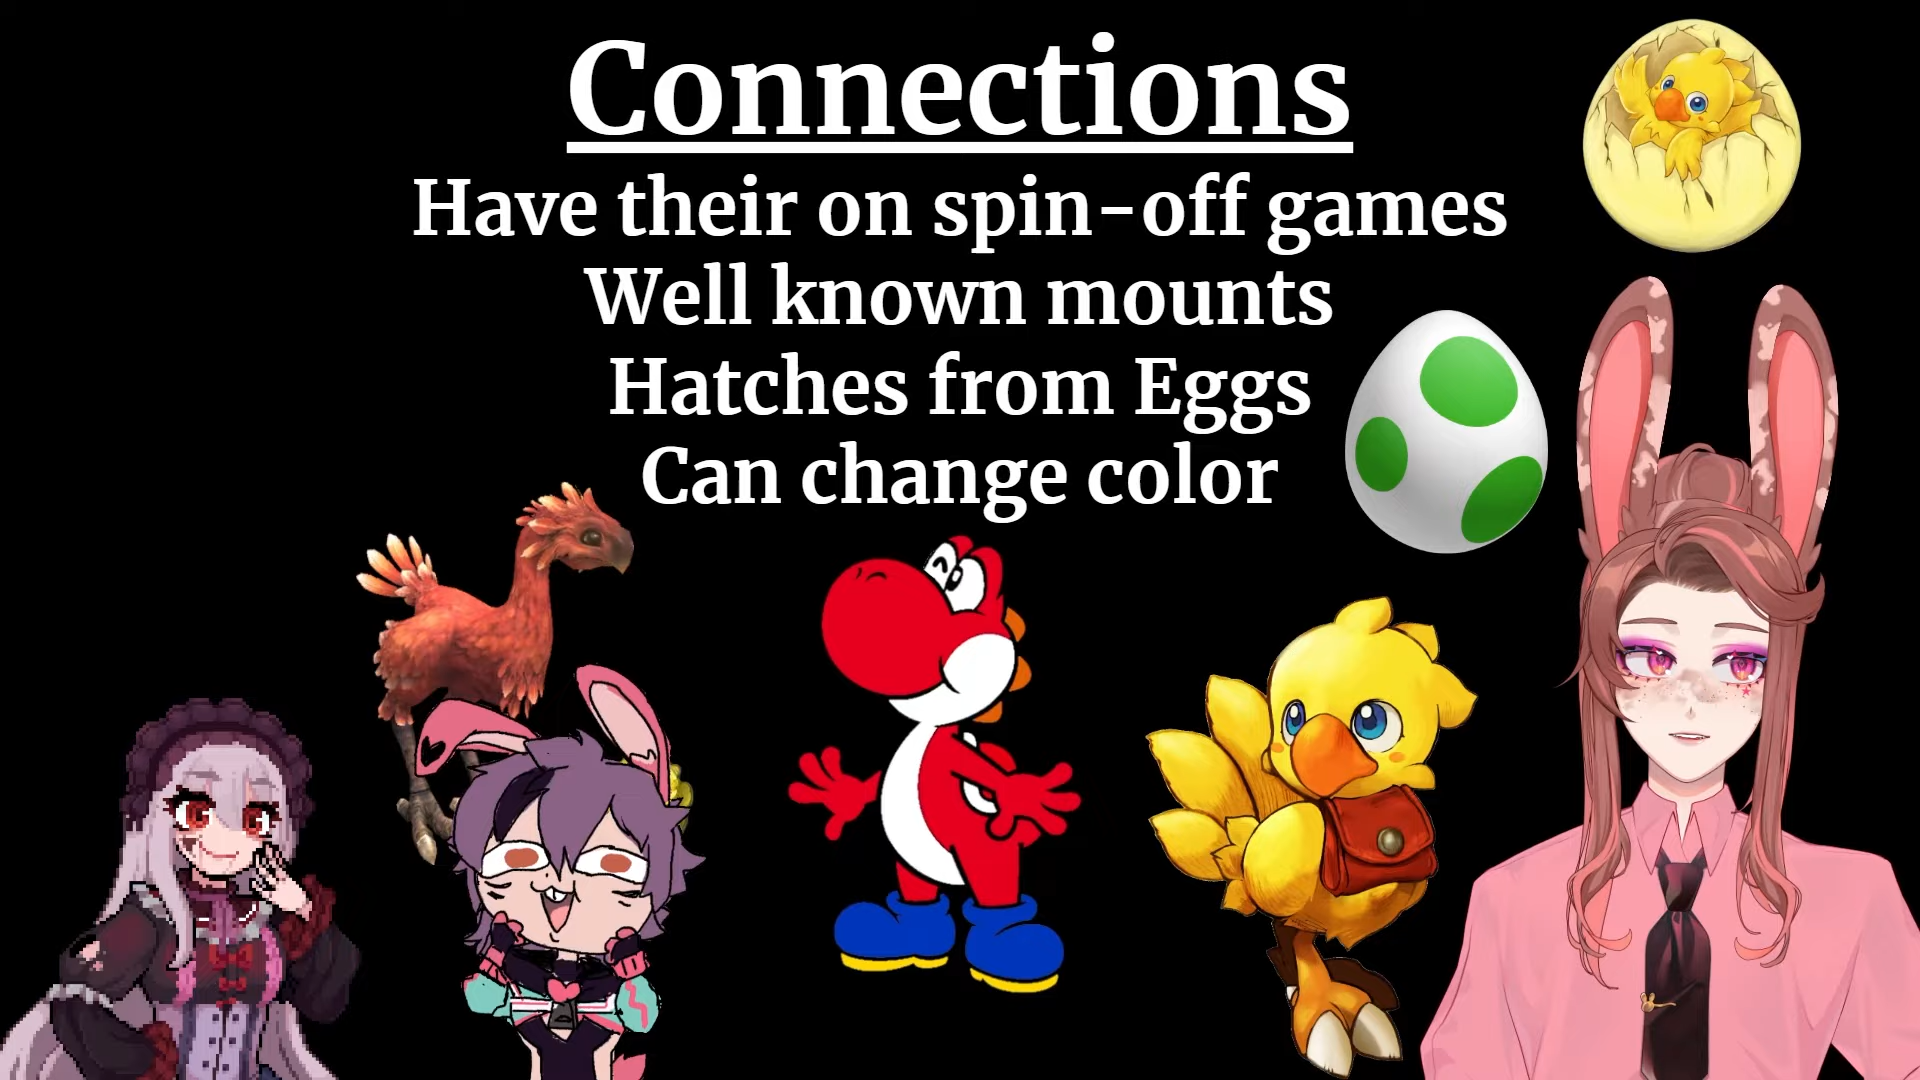 Connections
Have their on spin-off games
Well known mounts
Hatches from Eggs
Can change color